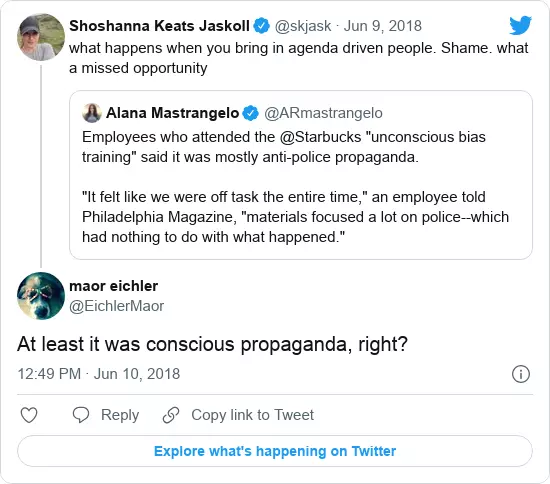 Shoshanna Keats Jaskoll @skjask · Jun 9, 2018
what happens when you bring in agenda driven people. Shame. what
a missed opportunity
Alana Mastrangelo @ARmastrangelo
Employees who attended the @Starbucks "unconscious bias
training" said it was mostly anti-police propaganda.
"It felt like we were off task the entire time," an employee told
Philadelphia Magazine, "materials focused a lot on police--which
had nothing to do with what happened."
maor eichler
@EichlerMaor
At least it was conscious propaganda, right?
12:49 PM · Jun 10, 2018
Reply
Copy link to Tweet
Explore what's happening on Twitter